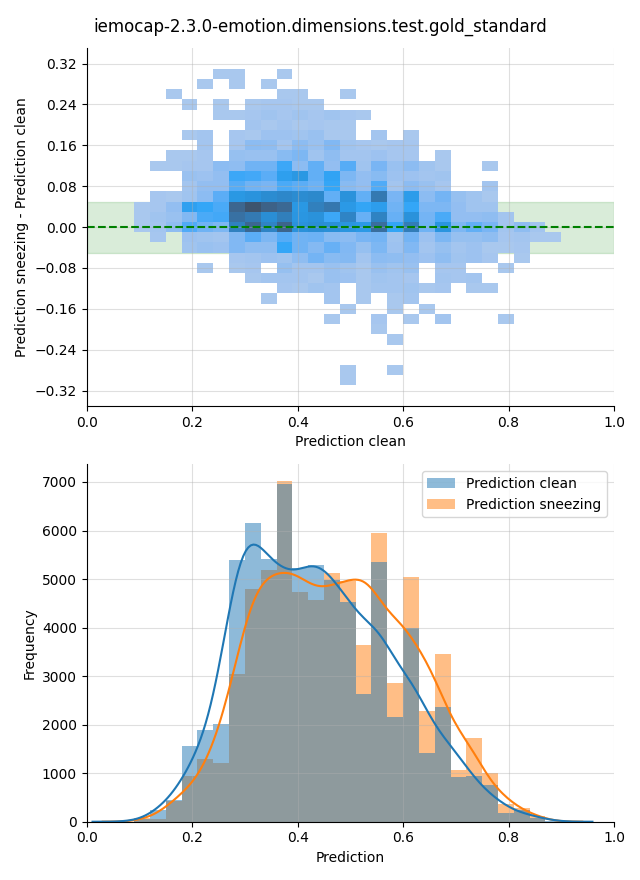 iemocap-2.3.0-emotion.dimensions.test.gold_standard
0.32
0.24
0.16
0.08
0.00
−0.08
−0.16
−0.24
−0.32
Prediction sneezing - Prediction clean
0.0 0.2 0.4 0.6 0.8 1.0
Prediction clean
7000
6000
5000
4000
3000
2000
1000
0
Frequency
Prediction clean
Prediction sneezing
0.0 0.2 0.4 0.6 0.8 1.0
Prediction